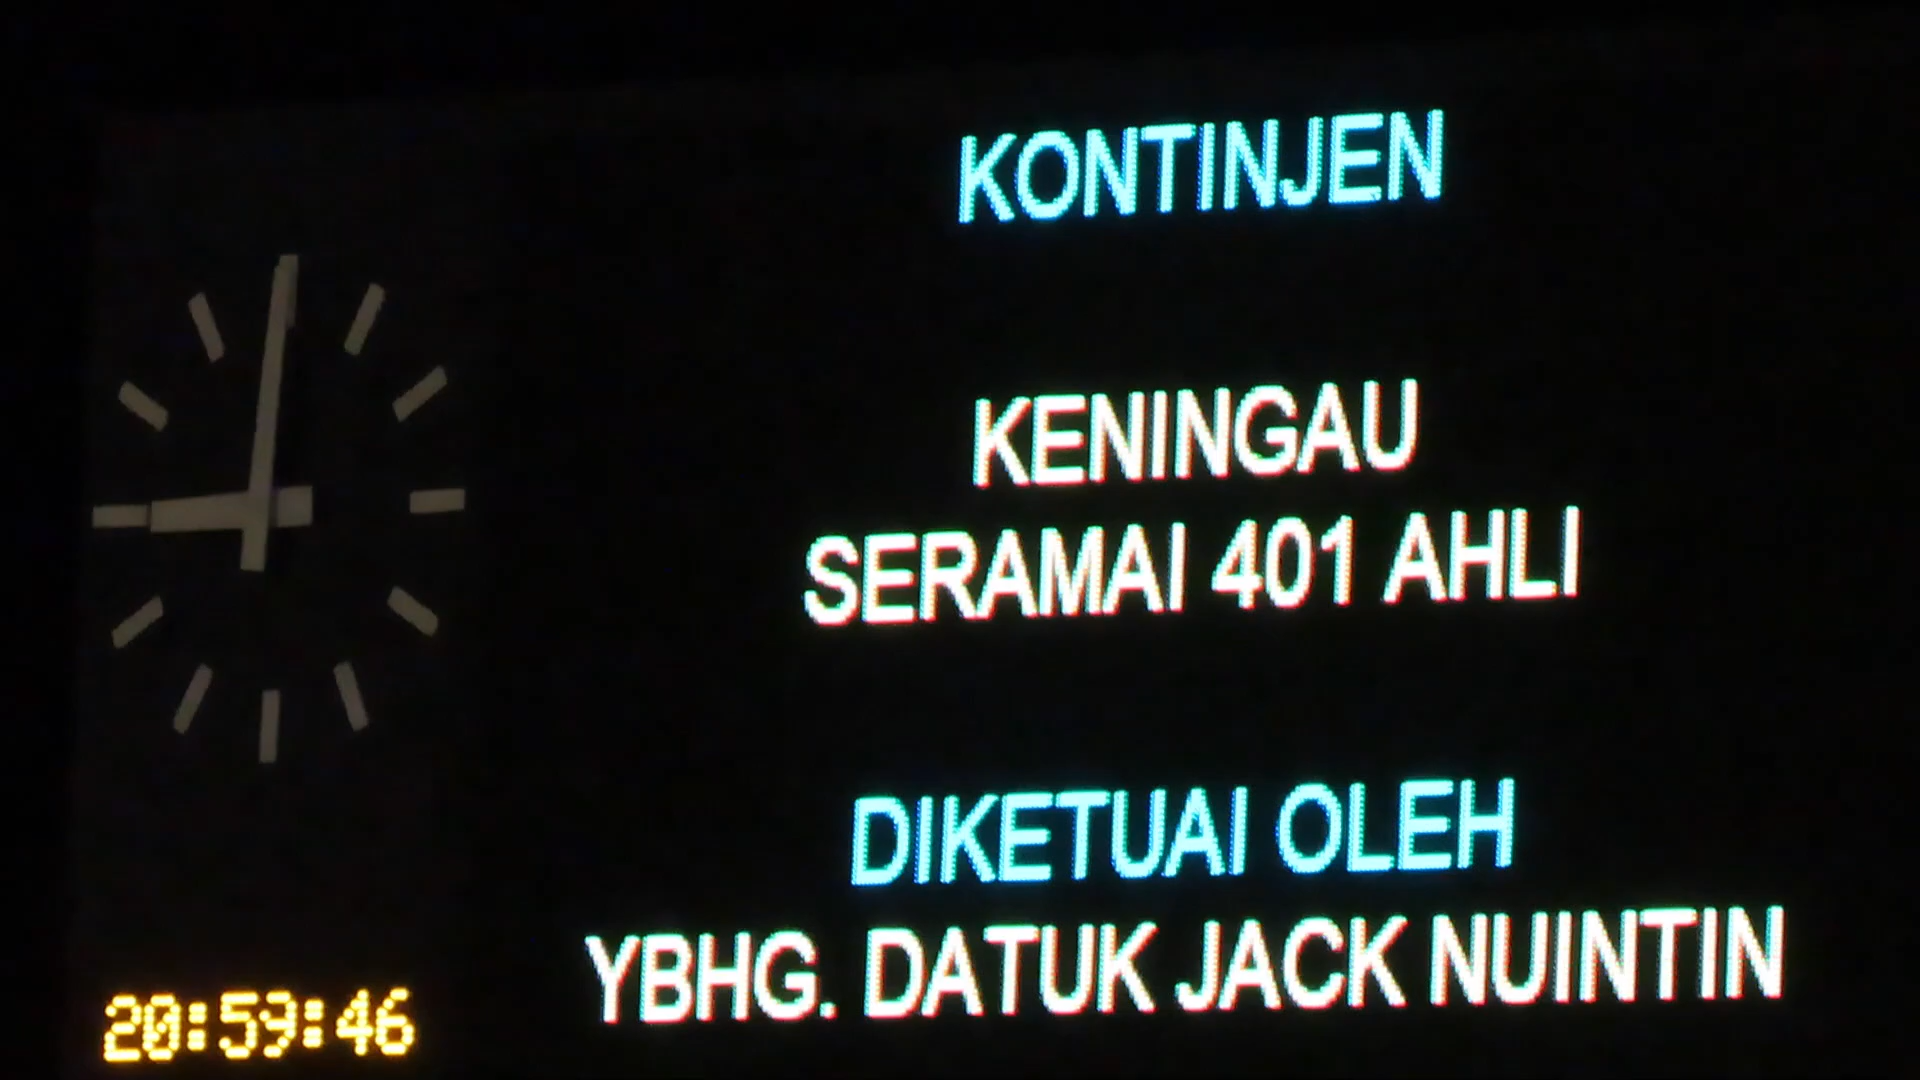 KONTINJEN
KENINGAU
SERAMAI 401 AHLI
DIKETUAI OLEH
YBHG. DATUK JACK NUINTIN
20:59:46